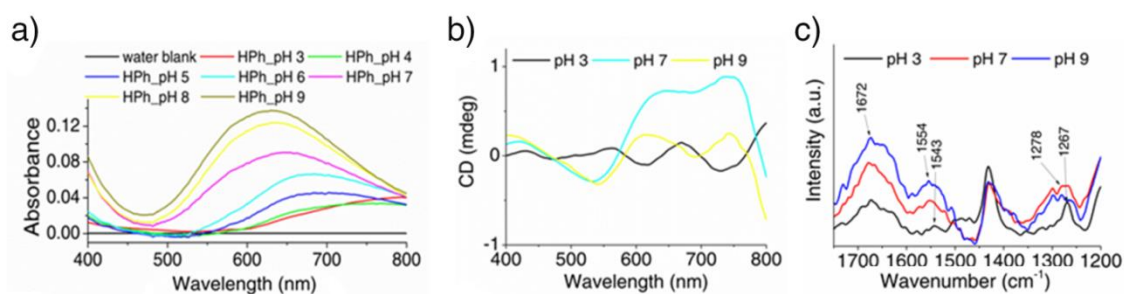 a)
water blank HPh_pH 3 HPh_pH 4
HPh_pH 5 HPh_pH 6 HPh_pH 7
HPh_pH 8 HPh_pH 9
Absorbance
0.12
0.08
0.04
0.00
400 500 600 700 800
Wavelength (nm)
b)
pH 3 pH 7 pH 9
CD (mdeg)
1
0
-1
400 500 600 700 800
Wavelength (nm)
c)
pH 3 pH 7 pH 9
Intensity (a.u.)
1672
1554
1543
1278
1267
1700 1600 1500 1400 1300 1200
Wavenumber (cm⁻¹)